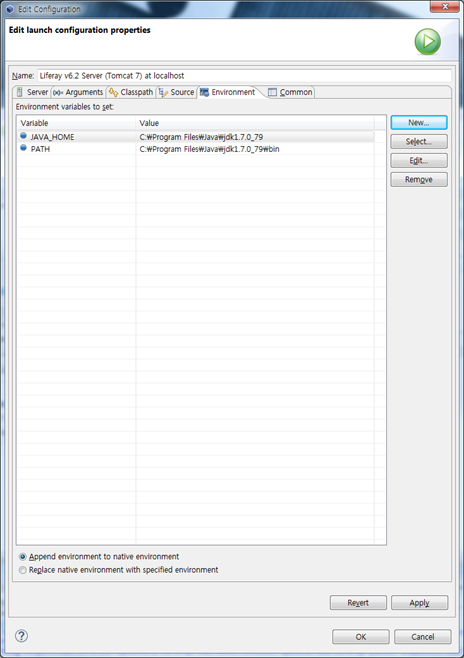 Edit Configuration
Edit launch configuration properties
Name: Liferay v6.2 Server (Tomcat 7) at localhost
Server (x)= Arguments Classpath Source Environment Common
Environment variables to set:
Variable Value
JAVA_HOME C:₩Program Files₩Java₩jdk1.7.0_79
PATH C:₩Program Files₩Java₩jdk1.7.0_79₩bin
New...
Select...
Edit...
Remove
Append environment to native environment
Replace native environment with specified environment
Revert Apply
? OK Cancel